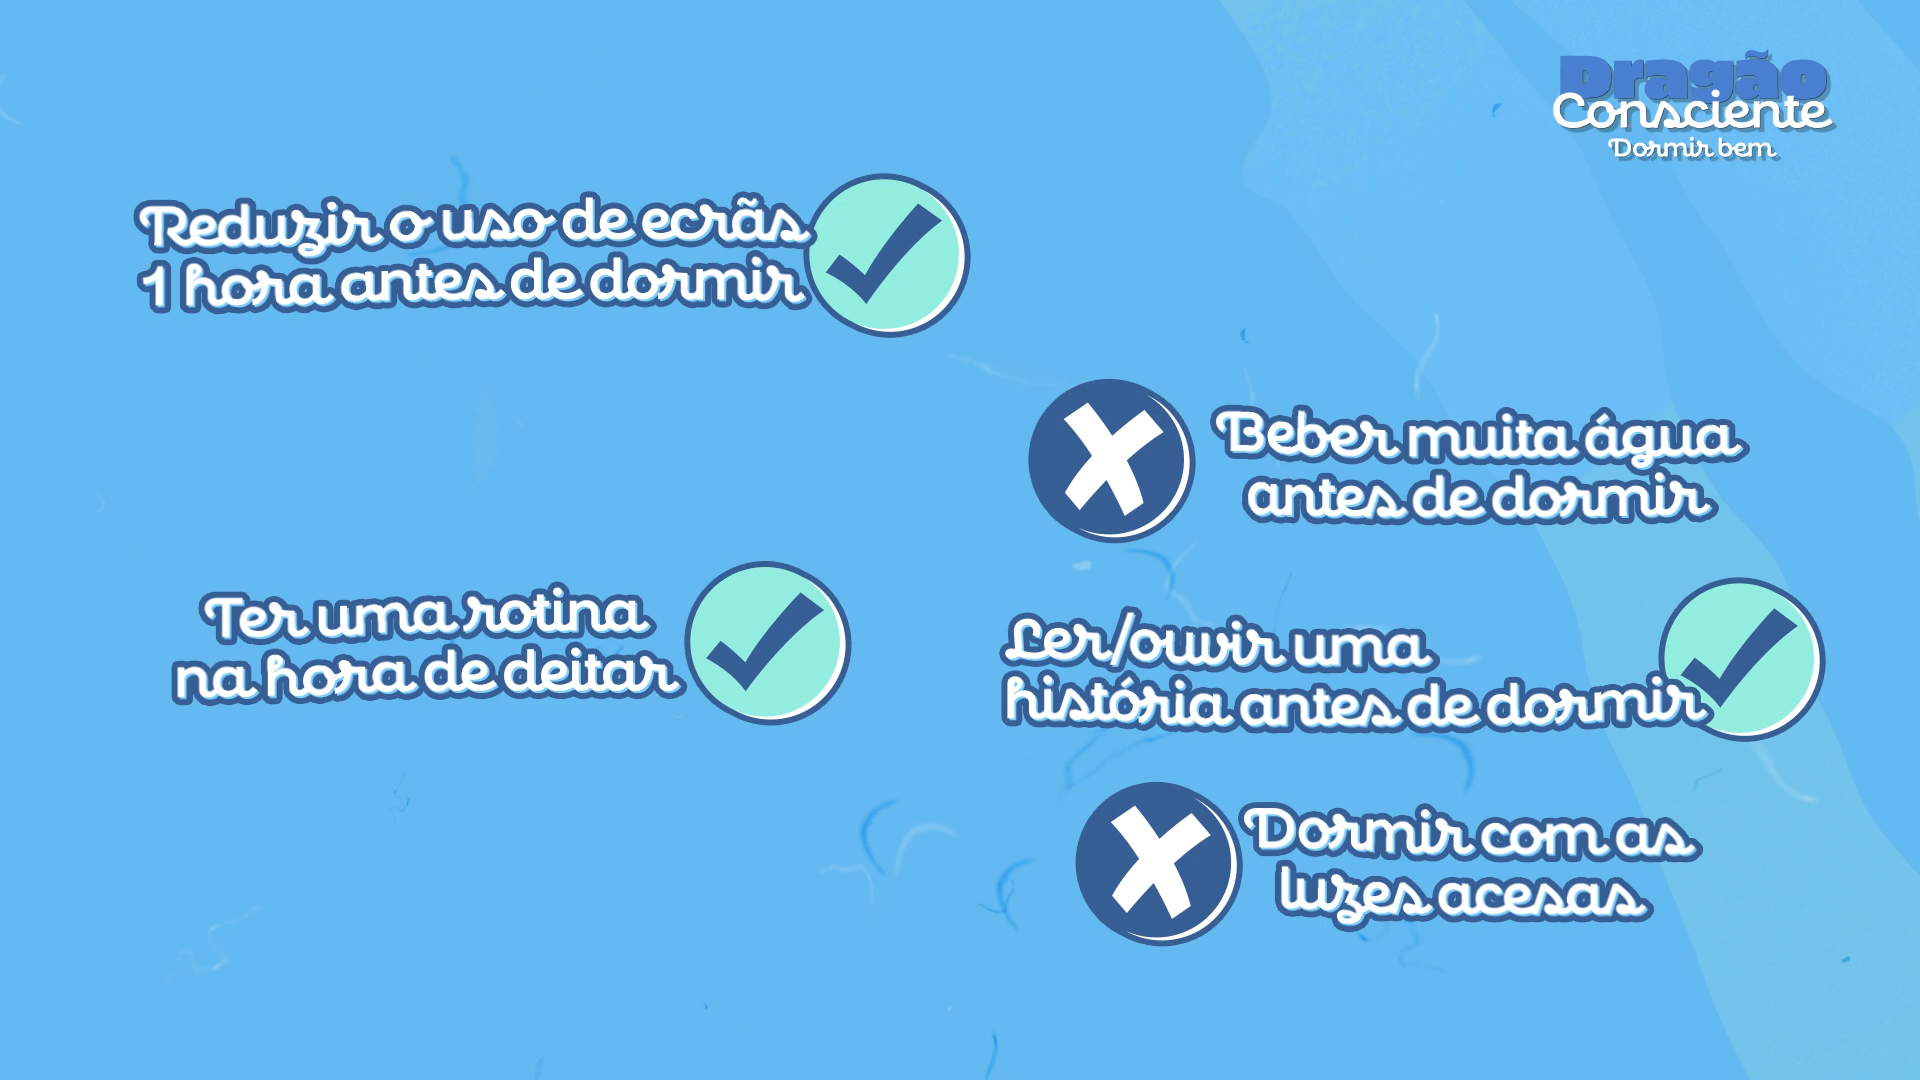 Dragão
Consciente
Dormir bem
Reduzir o uso de ecrãs
1 hora antes de dormir
Beber muita água
antes de dormir
Ter uma rotina
na hora de deitar
Ler/ouvir uma
história antes de dormir
Dormir com as
luzes acesas